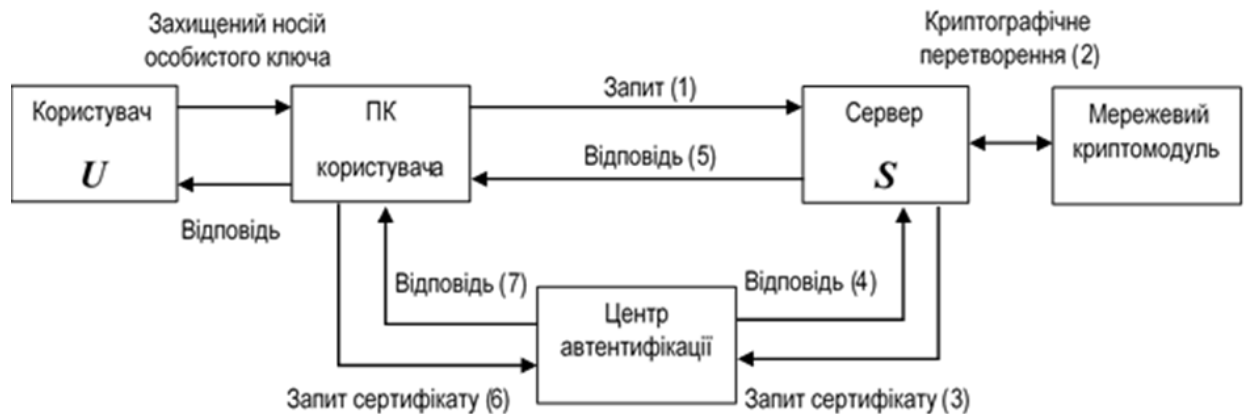 Захищений носій
особистого ключа
Криптографічне
перетворення (2)
Користувач
U
ПК
користувача
Запит (1)
Відповідь (5)
Сервер
S
Мережевий
криптомодуль
Відповідь
Відповідь (7)
Відповідь (4)
Центр
автентифікації
Запит сертифікату (6)
Запит сертифікату (3)